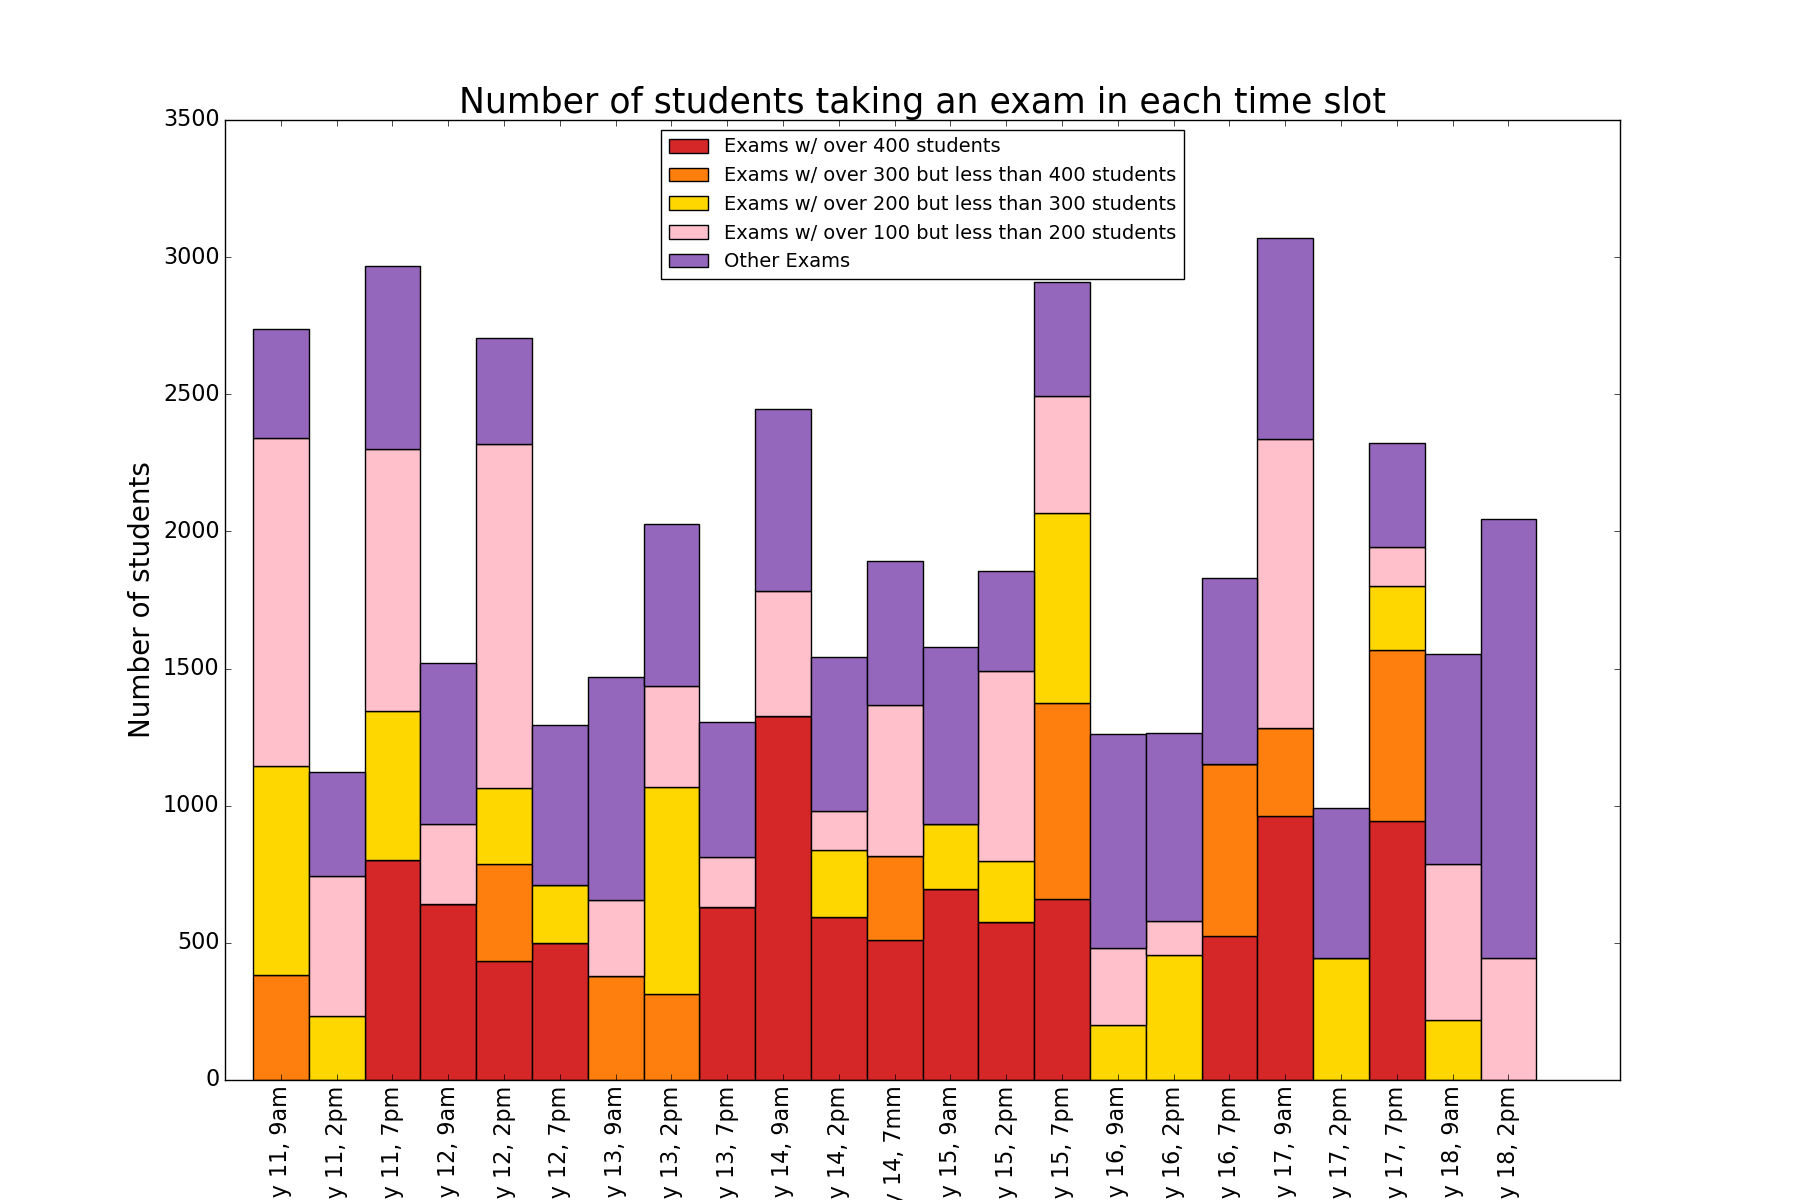 Number of students taking an exam in each time slot
Exams w/ over 400 students
Exams w/ over 300 but less than 400 students
Exams w/ over 200 but less than 300 students
Exams w/ over 100 but less than 200 students
Other Exams
Number of students
3500
3000
2500
2000
1500
1000
500
0
y 11, 9am
y 11, 2pm
y 11, 7pm
y 12, 9am
y 12, 2pm
y 12, 7pm
y 13, 9am
y 13, 2pm
y 13, 7pm
y 14, 9am
y 14, 2pm
y 14, 7mm
y 15, 9am
y 15, 2pm
y 15, 7pm
y 16, 9am
y 16, 2pm
y 16, 7pm
y 17, 9am
y 17, 2pm
y 17, 7pm
y 18, 9am
y 18, 2pm